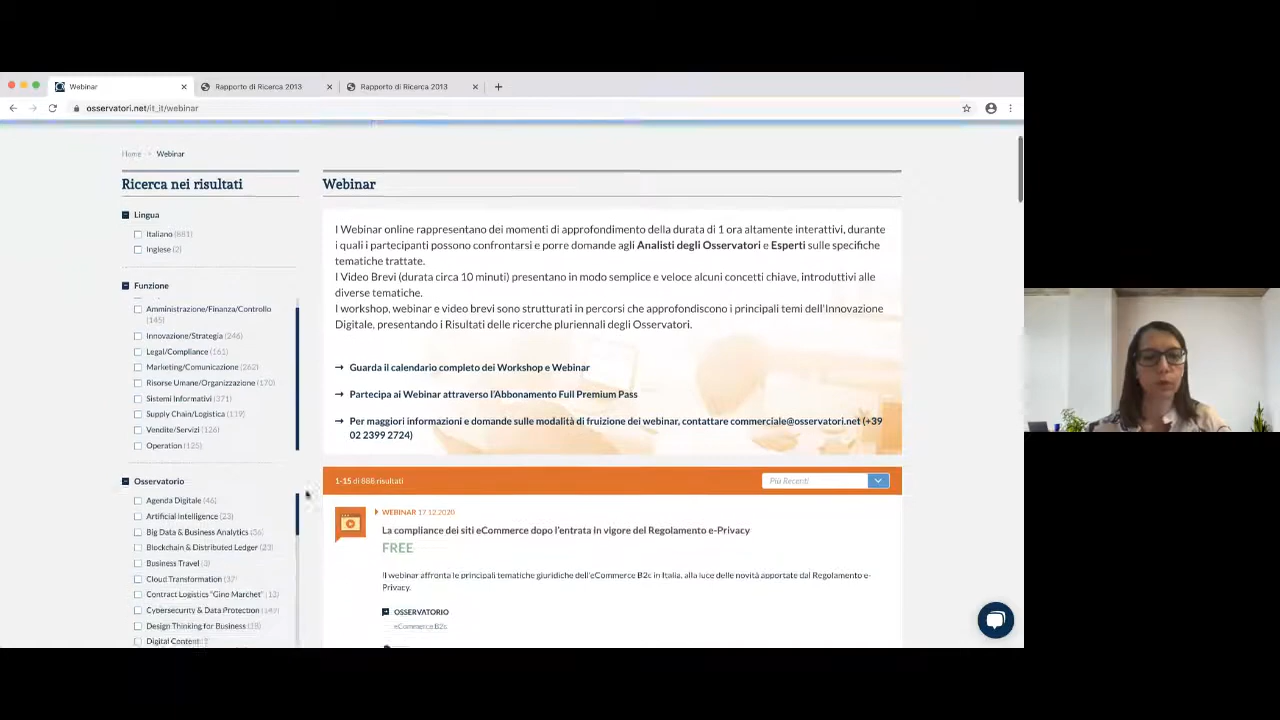 Webinar
Rapporto di Ricerca 2013
Rapporto di Ricerca 2013
osservatori.net/it_it/webinar
Home > Webinar
Ricerca nei risultati
Lingua
Italiano (881)
Inglese (2)
Funzione
Amministrazione/Finanza/Controllo
(145)
Innovazione/Strategia (246)
Legal/Compliance (161)
Marketing/Comunicazione (262)
Risorse Umane/Organizzazione (170)
Sistemi Informativi (371)
Supply Chain/Logistica (119)
Vendite/Servizi (126)
Operation (125)
Osservatorio
Agenda Digitale (46)
Artificial Intelligence (23)
Big Data & Business Analytics (36)
Blockchain & Distributed Ledger (23)
Business Travel (3)
Cloud Transformation (37)
Contract Logistics "Gino Marchet" (13)
Cybersecurity & Data Protection (149)
Design Thinking for Business (15)
Digital Content
Webinar
I Webinar online rappresentano dei momenti di approfondimento della durata di 1 ora altamente interattivi, durante
i quali i partecipanti possono confrontarsi e porre domande agli Analisti degli Osservatori e Esperti sulle specifiche
tematiche trattate.
I Video Brevi (durata circa 10 minuti) presentano in modo semplice e veloce alcuni concetti chiave, introduttivi alle
diverse tematiche.
I workshop, webinar e video brevi sono strutturati in percorsi che approfondiscono i principali temi dell'Innovazione
Digitale, presentando i Risultati delle ricerche pluriennali degli Osservatori.
→ Guarda il calendario completo dei Workshop e Webinar
→ Partecipa ai Webinar attraverso l'Abbonamento Full Premium Pass
→ Per maggiori informazioni e domande sulle modalità di fruizione dei webinar, contattare commerciale@osservatori.net (+39
02 2399 2724)
1-15 di 888 risultati
Più Recenti
WEBINAR 17.12.2020
La compliance dei siti eCommerce dopo l'entrata in vigore del Regolamento e-Privacy
FREE
Il webinar affronta le principali tematiche giuridiche dell'eCommerce B2c in Italia, alla luce delle novità apportate dal Regolamento e-
Privacy.
OSSERVATORIO
eCommerce B2c